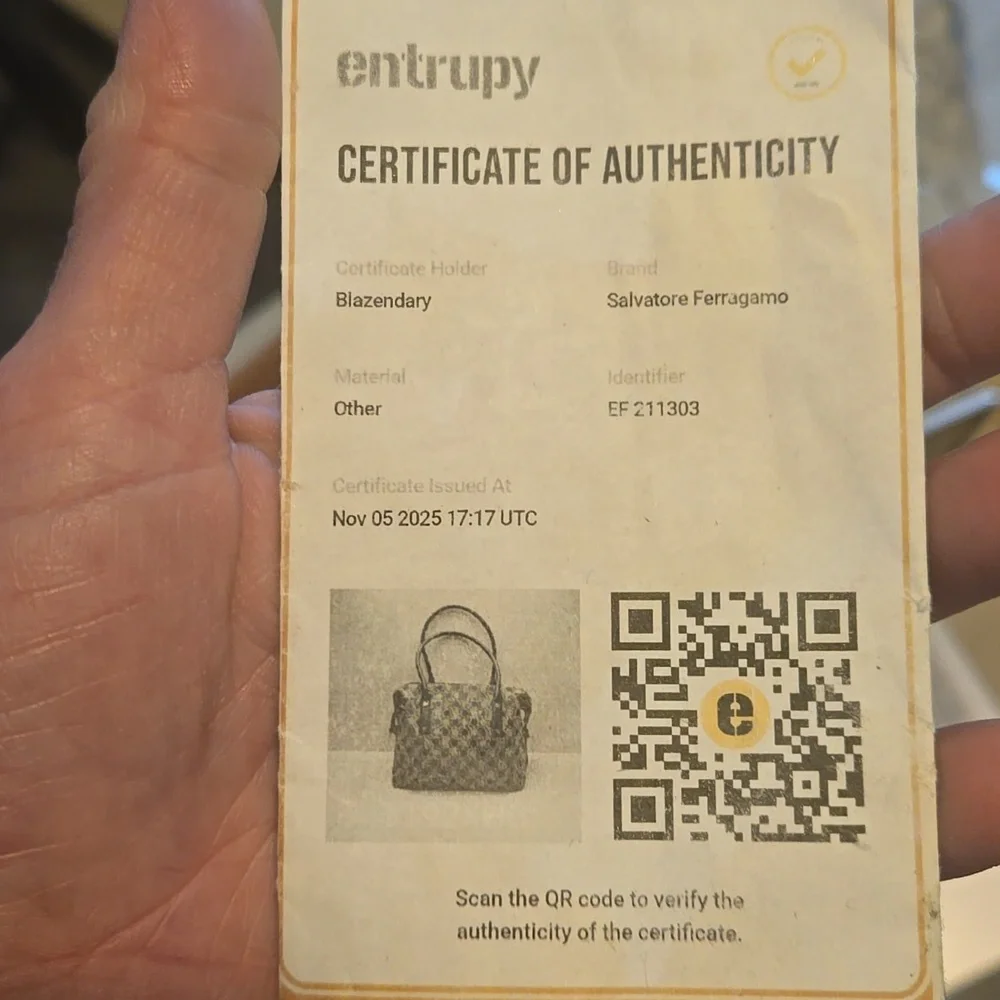 entrupy
CERTIFICATE OF AUTHENTICITY
Certificate Holder
Brand
Blazendary
Salvatore Ferragamo
Material
Identifier
Other
EF 211303
Certificate Issued At
Nov 05 2025 17:17 UTC
e
Scan the QR code to verify the
authenticity of the certificate.